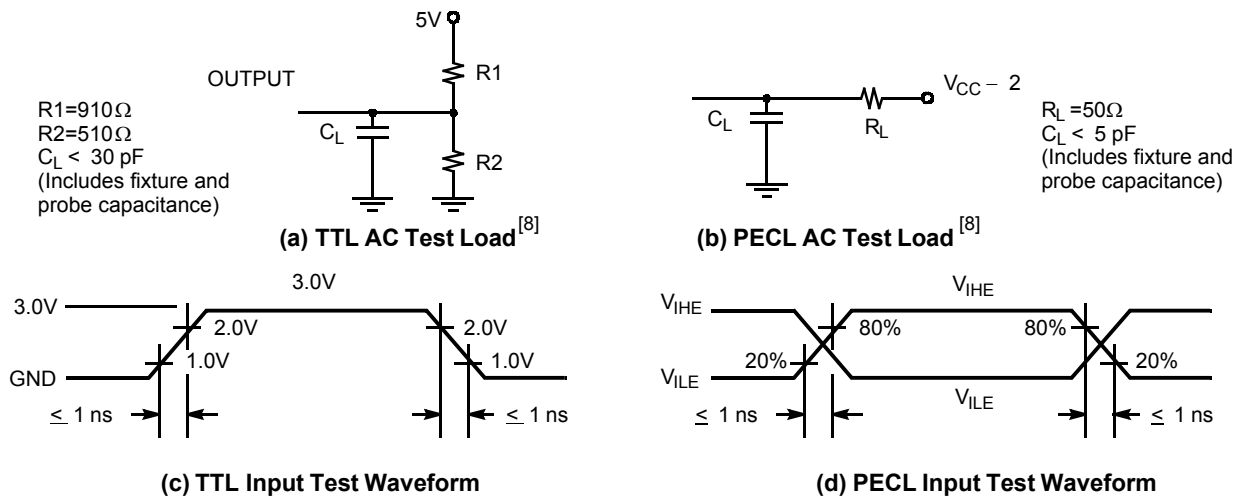 5V
OUTPUT
R1
R1=910Ω
R2=510Ω
C_L < 30 pF
(Includes fixture and
probe capacitance)
C_L
R2
(a) TTL AC Test Load[8]
V_CC – 2
C_L
R_L
R_L =50Ω
C_L < 5 pF
(Includes fixture and
probe capacitance)
(b) PECL AC Test Load[8]
3.0V
3.0V
2.0V
2.0V
1.0V
1.0V
GND
≤ 1 ns
≤ 1 ns
(c) TTL Input Test Waveform
V_IHE
V_IHE
80%
80%
20%
20%
V_ILE
V_ILE
≤ 1 ns
≤ 1 ns
(d) PECL Input Test Waveform